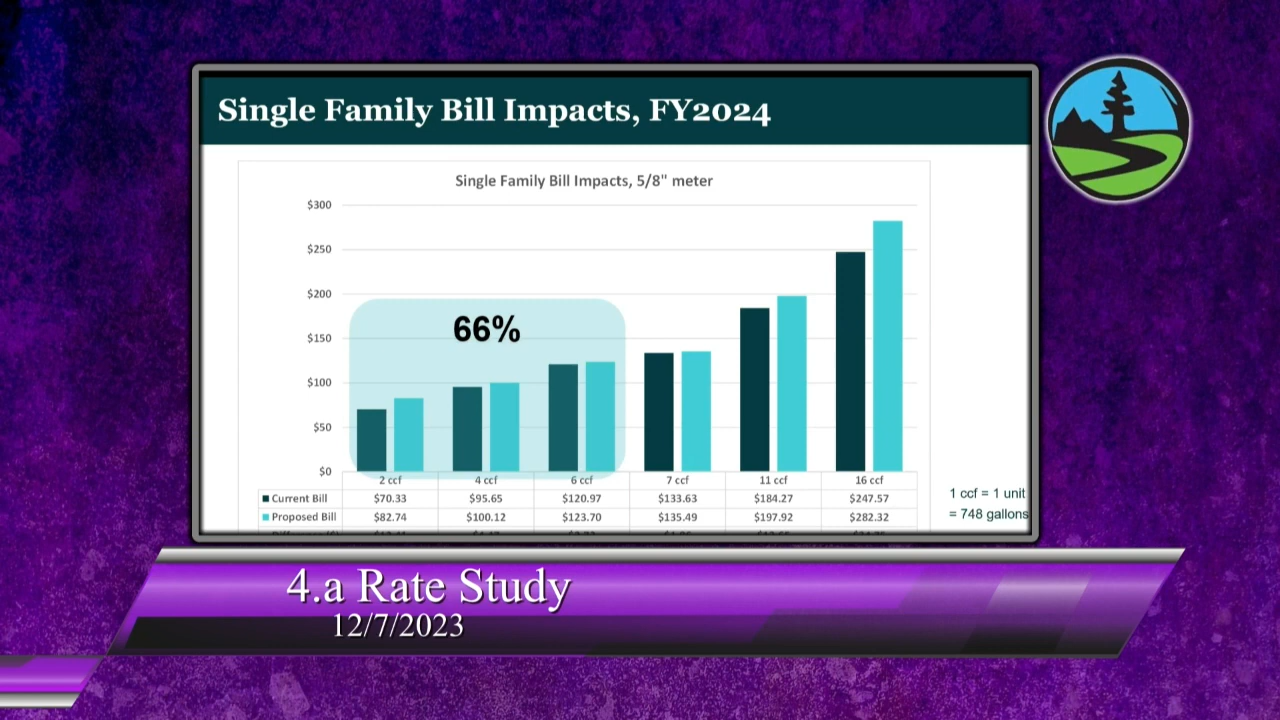 Single Family Bill Impacts, FY2024
Single Family Bill Impacts, 5/8" meter
$300
$250
$200
$150
$100
$50
$0
66%
2 ccf 4 ccf 6 ccf 7 ccf 11 ccf 16 ccf
Current Bill $70.33 $95.65 $120.97 $133.63 $184.27 $247.57
Proposed Bill $82.74 $100.12 $123.70 $135.49 $197.92 $282.32
1 ccf = 1 unit
= 748 gallons
4.a Rate Study
12/7/2023